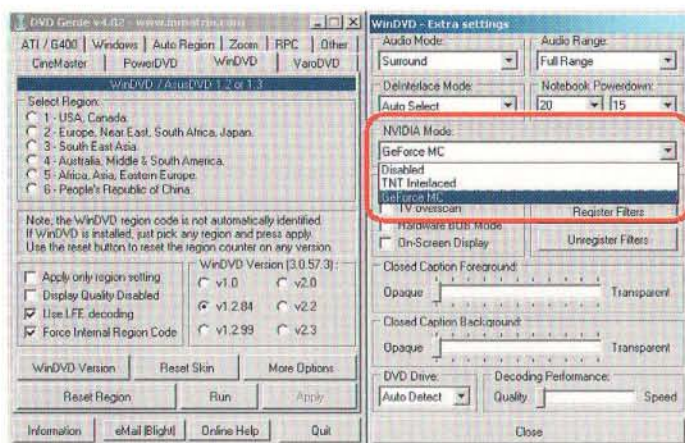 DVD Genie v4.02 - www.inmatrix.com
ATI / G400
Windows
Auto Region
Zoom
RPC
Other
CineMaster
PowerDVD
WinDVD
VaroDVD
WinDVD / AsusDVD 1.2 or 1.3
Select Region:
1 - USA, Canada.
2 - Europe, Near East, South Africa, Japan.
3 - South East Asia.
4 - Australia, Middle & South America.
5 - Africa, Asia, Eastern Europe.
6 - People's Republic of China.
Note, the WinDVD region code is not automatically identified.
If WinDVD is installed, just pick any region and press apply.
Use the reset button to reset the region counter on any version.
Apply only region setting
Display Quality Disabled
Use LFE decoding
Force Internal Region Code
WinDVD Version (3.0.57.3) :
v1.0
v2.0
v1.2.84
v2.2
v1.2.99
v2.3
WinDVD Version
Reset Skin
More Options
Reset Region
Run
Apply
Information
eMail (Blight)
Online Help
Quit
WinDVD - Extra settings
Audio Mode:
Audio Range:
Surround
Full Range
DeInterlace Mode:
Notebook Powerdown:
Auto Select
20
15
NVIDIA Mode:
GeForce MC
Disabled
TNT Interlaced
GeForce MC
TV overscan
Register Filters
Hardware BOB Mode
On-Screen Display
Unregister Filters
Closed Caption Foreground:
Opaque
Transparent
Closed Caption Background:
Opaque
Transparent
DVD Drive:
Decoding Performance:
Auto Detect
Quality
Speed
Close